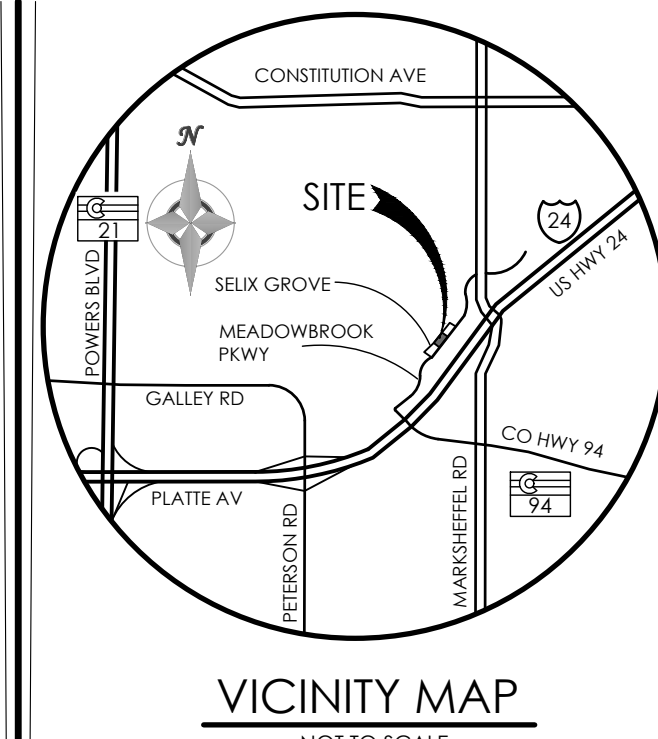 CONSTITUTION AVE
N
SITE
24
21
US HWY 24
POWERS BLVD
SELIX GROVE
MEADOWBROOK
PKWY
GALLEY RD
CO HWY 94
PLATTE AV
94
PETERSON RD
MARKSHEFFEL RD
VICINITY MAP
NOT TO SCALE